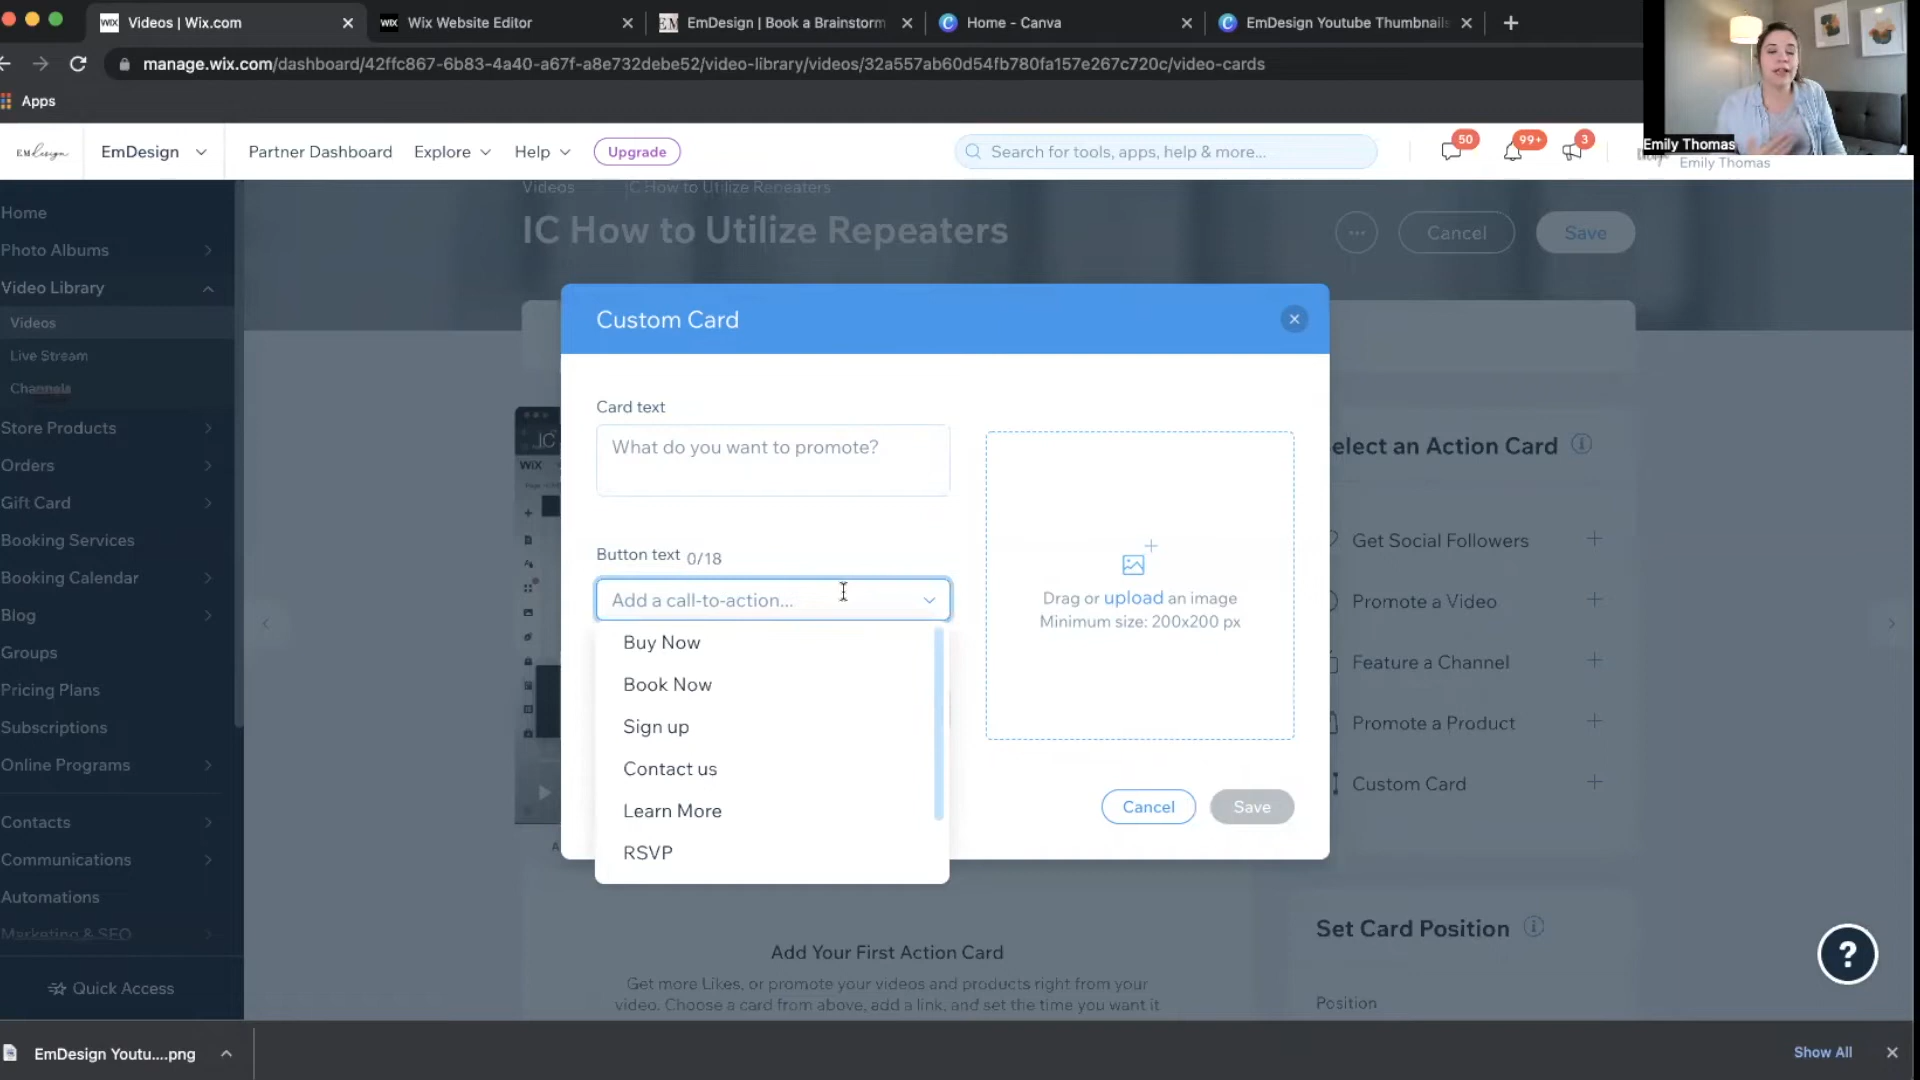 Videos | Wix.com
Wix Website Editor
EmDesign | Book a Brainstorm
Home - Canva
EmDesign Youtube Thumbnails
manage.wix.com/dashboard/42ffc867-6b83-4a40-a67f-a8e732debe52/video-library/videos/32a557ab60d54fb780fa157e267c720c/video-cards
Apps
EMdesign
EmDesign
Partner Dashboard
Explore
Help
Upgrade
Search for tools, apps, help & more...
50
99+
3
Emily Thomas
Emily Thomas
Home
Photo Albums
Video Library
Videos
Live Stream
Channels
Store Products
Orders
Gift Card
Booking Services
Booking Calendar
Blog
Groups
Pricing Plans
Subscriptions
Online Programs
Contacts
Communications
Automations
Marketing & SEO
Quick Access
Videos
IC How to Utilize Repeaters
IC How to Utilize Repeaters
Cancel
Save
Custom Card
Card text
What do you want to promote?
Button text 0/18
Add a call-to-action...
Buy Now
Book Now
Sign up
Contact us
Learn More
RSVP
Drag or upload an image
Minimum size: 200x200 px
Cancel
Save
IC
WiX
elect an Action Card
Get Social Followers
Promote a Video
Feature a Channel
Promote a Product
Custom Card
Add Your First Action Card
Get more Likes, or promote your videos and products right from your
video. Choose a card from above, add a link, and set the time you want it
Set Card Position
Position
?
EmDesign Youtu....png
Show All